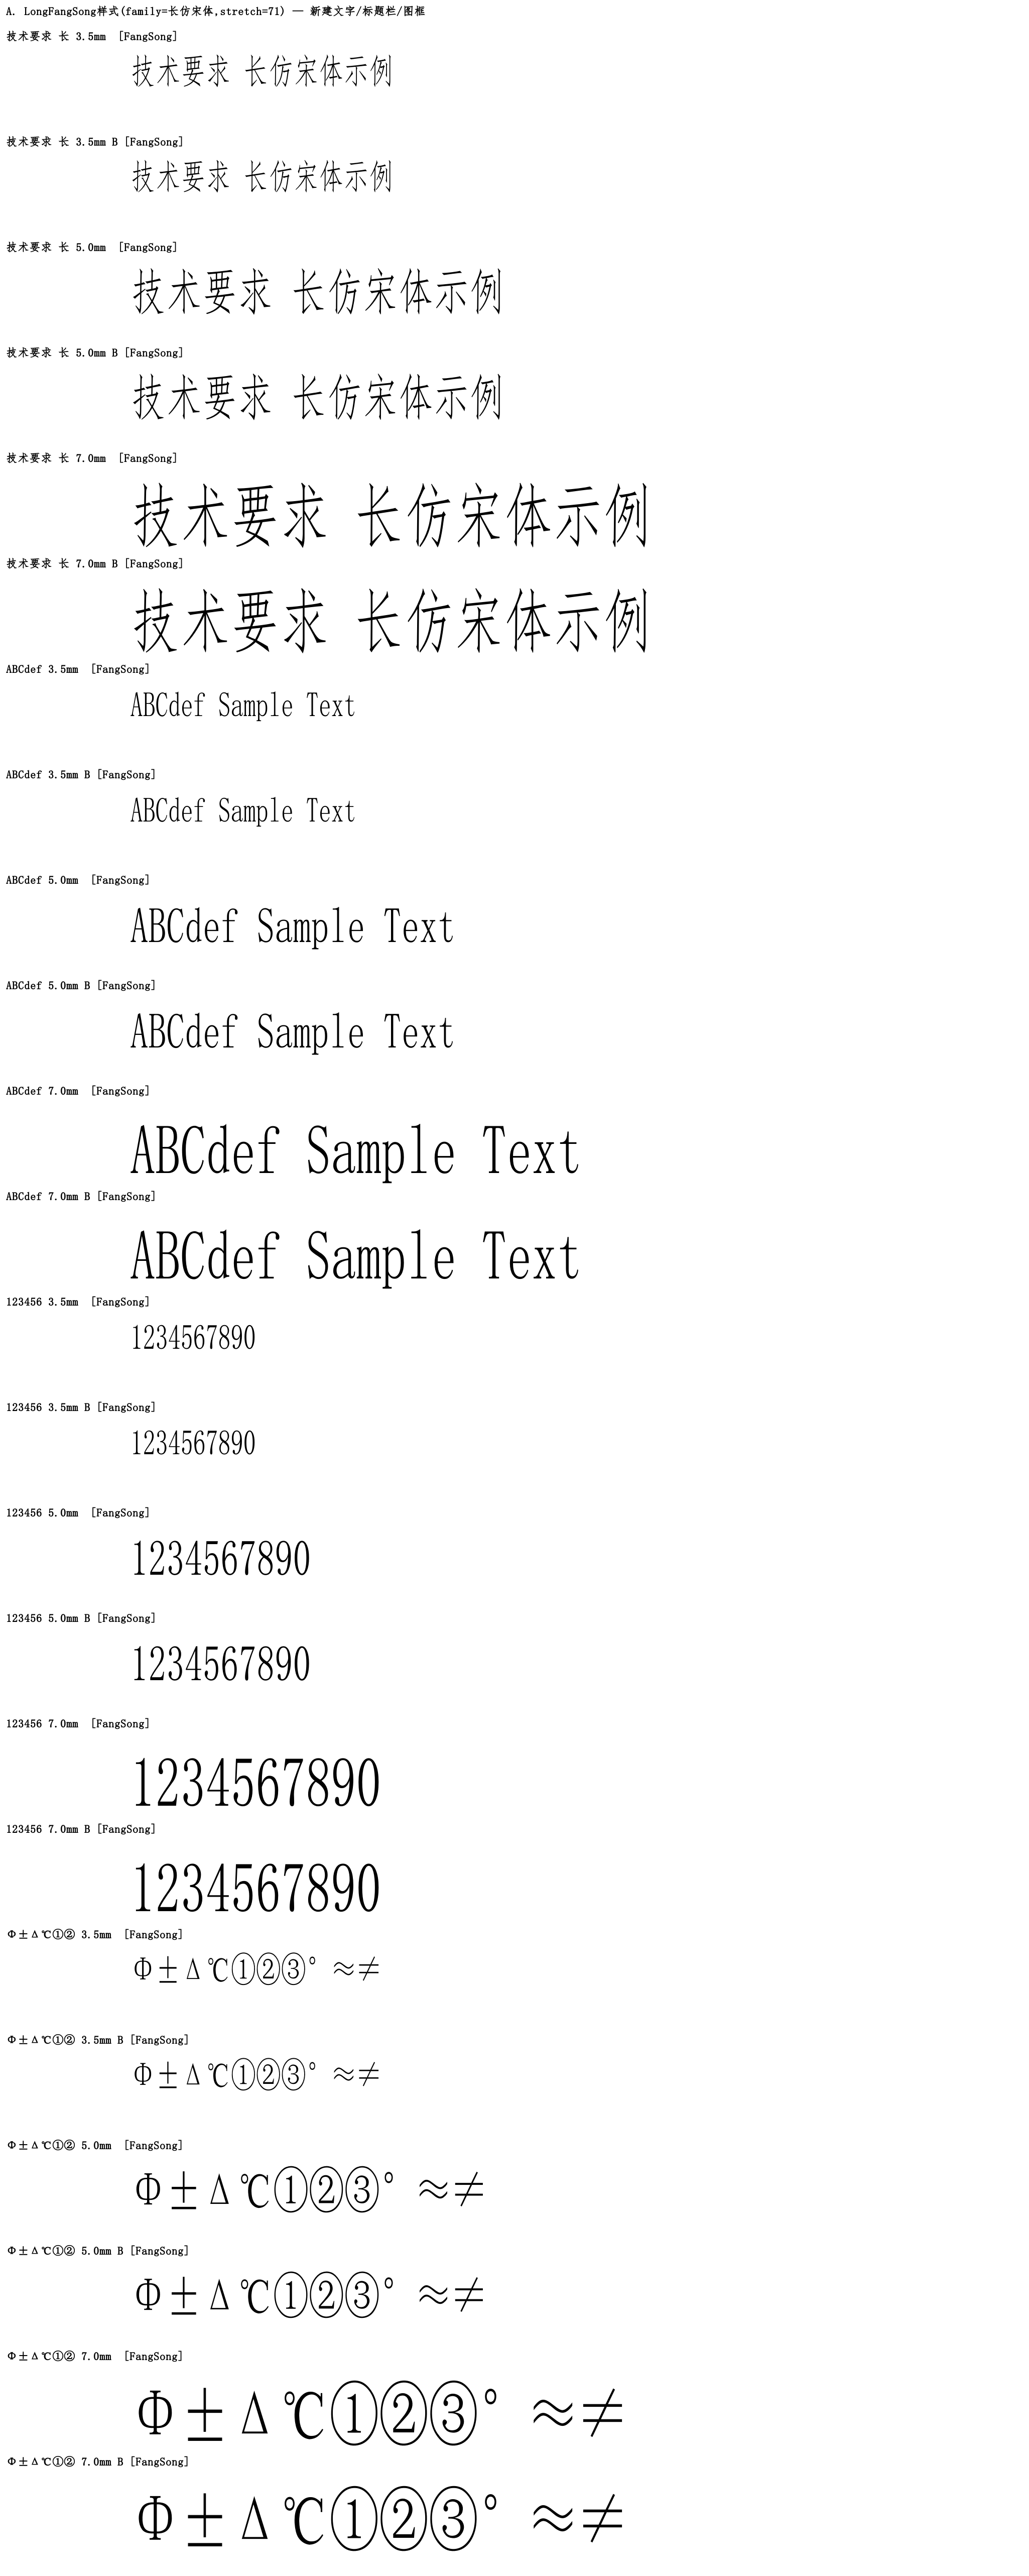 A. LongFangSong样式(family=长仿宋体,stretch=71) — 新建文字/标题栏/图框
技术要求 长 3.5mm [FangSong]
技术要求 长仿宋体示例
技术要求 长 3.5mm B [FangSong]
技术要求 长仿宋体示例
技术要求 长 5.0mm [FangSong]
技术要求 长仿宋体示例
技术要求 长 5.0mm B [FangSong]
技术要求 长仿宋体示例
技术要求 长 7.0mm [FangSong]
技术要求 长仿宋体示例
技术要求 长 7.0mm B [FangSong]
技术要求 长仿宋体示例
ABCdef 3.5mm [FangSong]
ABCdef Sample Text
ABCdef 3.5mm B [FangSong]
ABCdef Sample Text
ABCdef 5.0mm [FangSong]
ABCdef Sample Text
ABCdef 5.0mm B [FangSong]
ABCdef Sample Text
ABCdef 7.0mm [FangSong]
ABCdef Sample Text
ABCdef 7.0mm B [FangSong]
ABCdef Sample Text
123456 3.5mm [FangSong]
1234567890
123456 3.5mm B [FangSong]
1234567890
123456 5.0mm [FangSong]
1234567890
123456 5.0mm B [FangSong]
1234567890
123456 7.0mm [FangSong]
1234567890
123456 7.0mm B [FangSong]
1234567890
Φ±Δ℃①② 3.5mm [FangSong]
Φ±Δ℃①②③° ≈≠
Φ±Δ℃①② 3.5mm B [FangSong]
Φ±Δ℃①②③° ≈≠
Φ±Δ℃①② 5.0mm [FangSong]
Φ±Δ℃①②③° ≈≠
Φ±Δ℃①② 5.0mm B [FangSong]
Φ±Δ℃①②③° ≈≠
Φ±Δ℃①② 7.0mm [FangSong]
Φ±Δ℃①②③° ≈≠
Φ±Δ℃①② 7.0mm B [FangSong]
Φ±Δ℃①②③° ≈≠